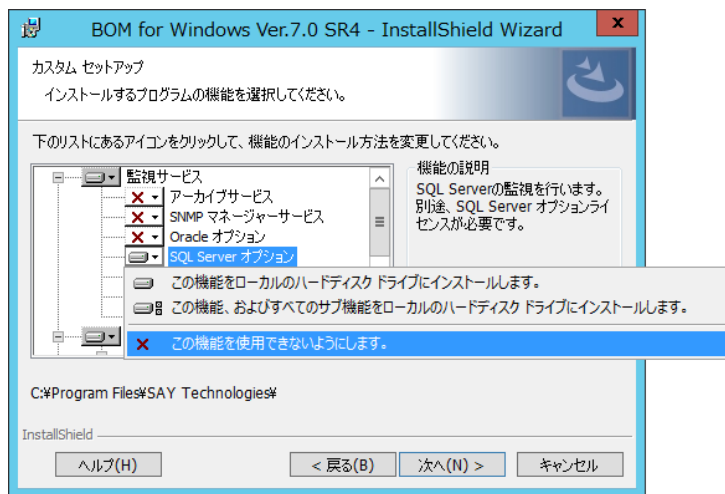 BOM for Windows Ver.7.0 SR4 - InstallShield Wizard
x
カスタム セットアップ
インストールするプログラムの機能を選択してください。
下のリストにあるアイコンをクリックして、機能のインストール方法を変更してください。
監視サービス
アーカイブサービス
SNMP マネージャーサービス
Oracle オプション
SQL Server オプション
機能の説明
SQL Serverの監視を行います。
別途、SQL Server オプションライ
センスが必要です。
この機能をローカルのハードディスク ドライブにインストールします。
この機能、およびすべてのサブ機能をローカルのハードディスク ドライブにインストールします。
この機能を使用できないようにします。
C:¥Program Files¥SAY Technologies¥
InstallShield
ヘルプ(H)
< 戻る(B)
次へ(N) >
キャンセル